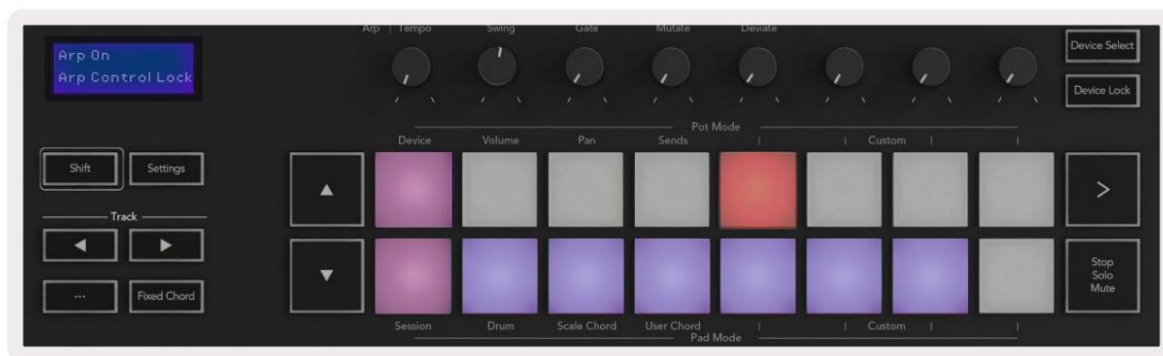 Arp | Tempo Swing Gate Mutate Deviate
Arp On
Arp Control Lock
Device Select
Device Lock
Pot Mode
Device Volume Pan Sends | | Custom | |
Shift Settings
Track
...
Fixed Chord
Stop
Solo
Mute
Session Drum Scale Chord User Chord | | Custom | |
Pad Mode